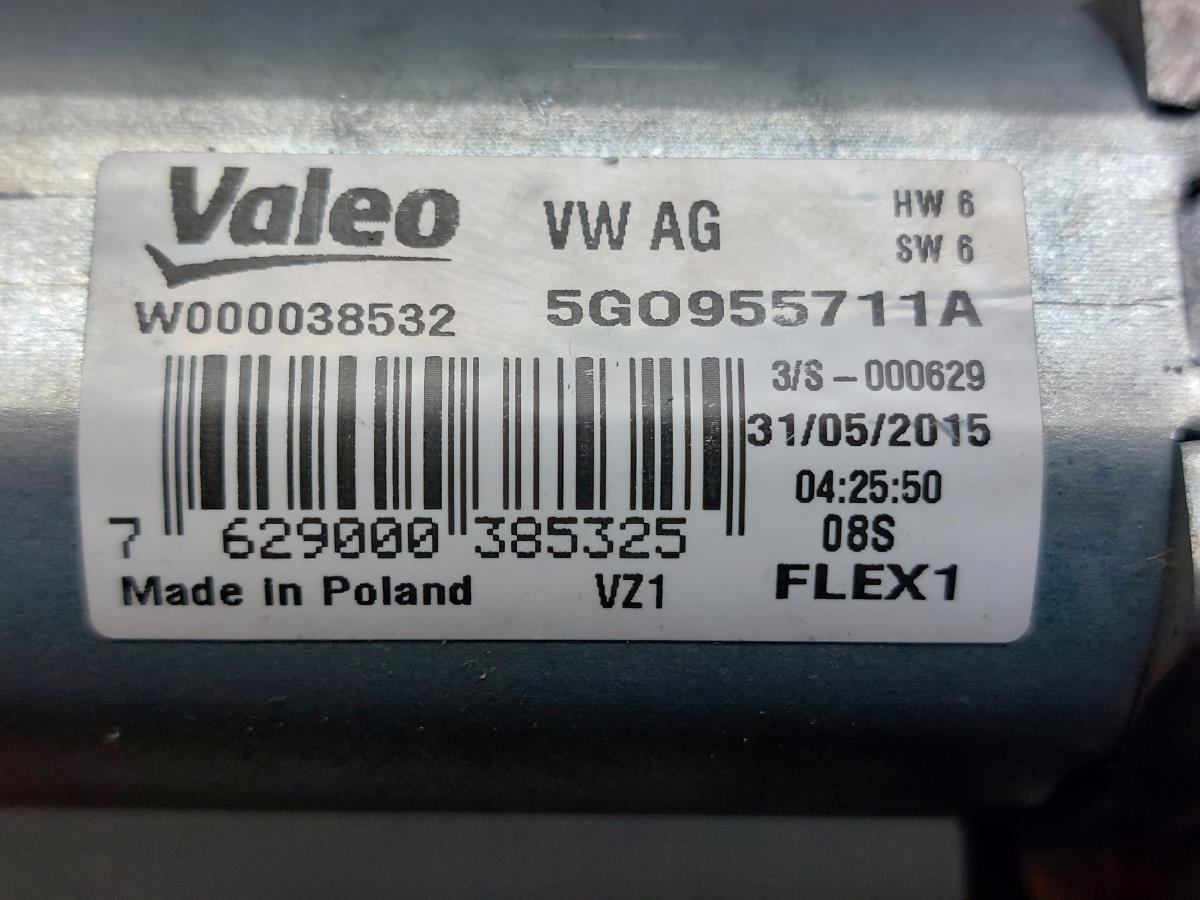 Valeo
VW AG
HW 6
SW 6
W000038532
5G0955711A
3/S - 000629
31/05/2015
04:25:50
08S
7 629000 385325
Made in Poland
VZ1
FLEX1